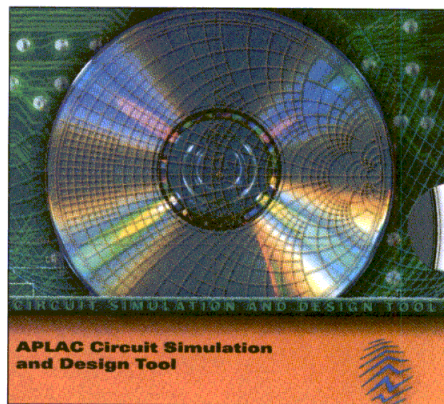 CIRCUIT SIMULATION AND DESIGN TOOL
APLAC Circuit Simulation
and Design Tool